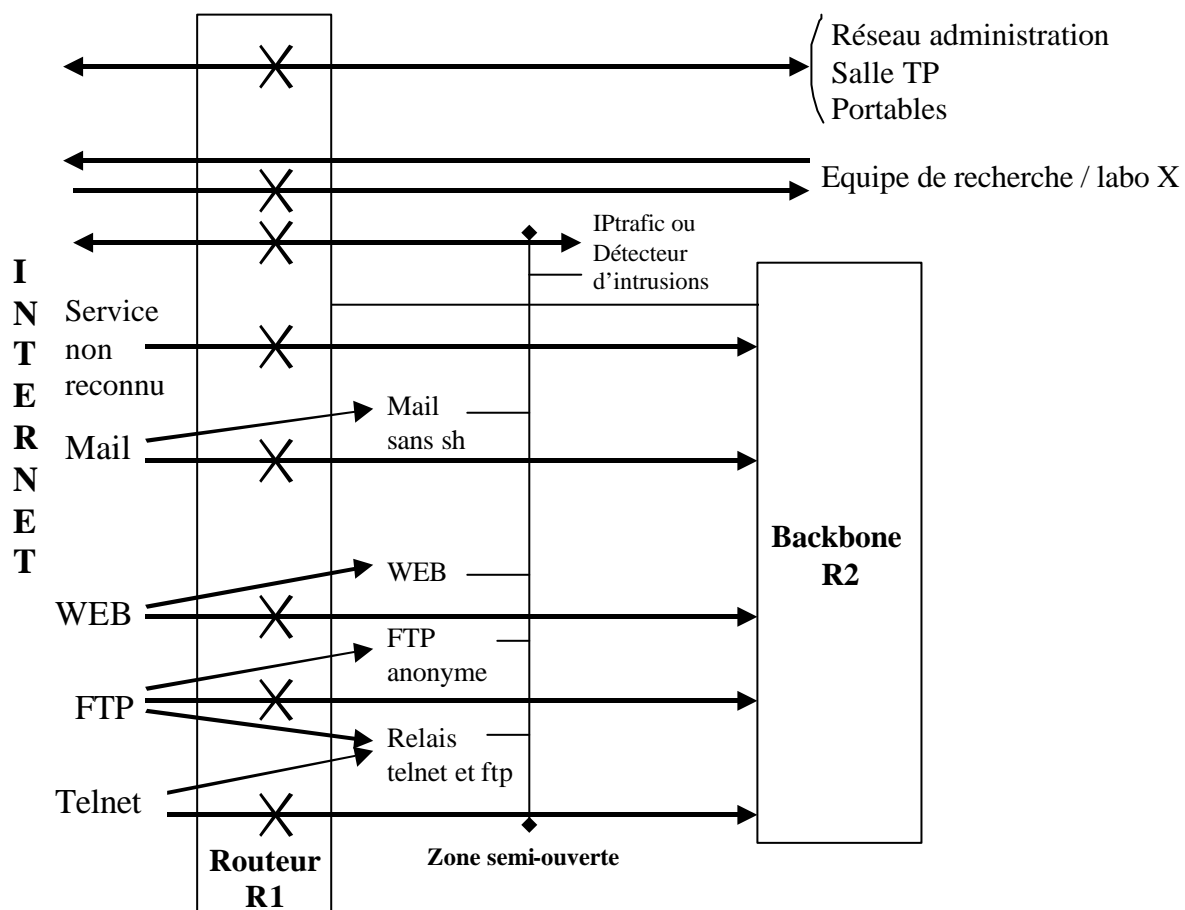 Réseau administration
Salle TP
Portables
Equipe de recherche / labo X
IPtrafic ou
Détecteur
d'intrusions
INTERNET
Service
non
reconnu
Mail
sans sh
Mail
Backbone
R2
WEB
WEB
FTP
anonyme
FTP
Relais
telnet et ftp
Telnet
Zone semi-ouverte
Routeur
R1